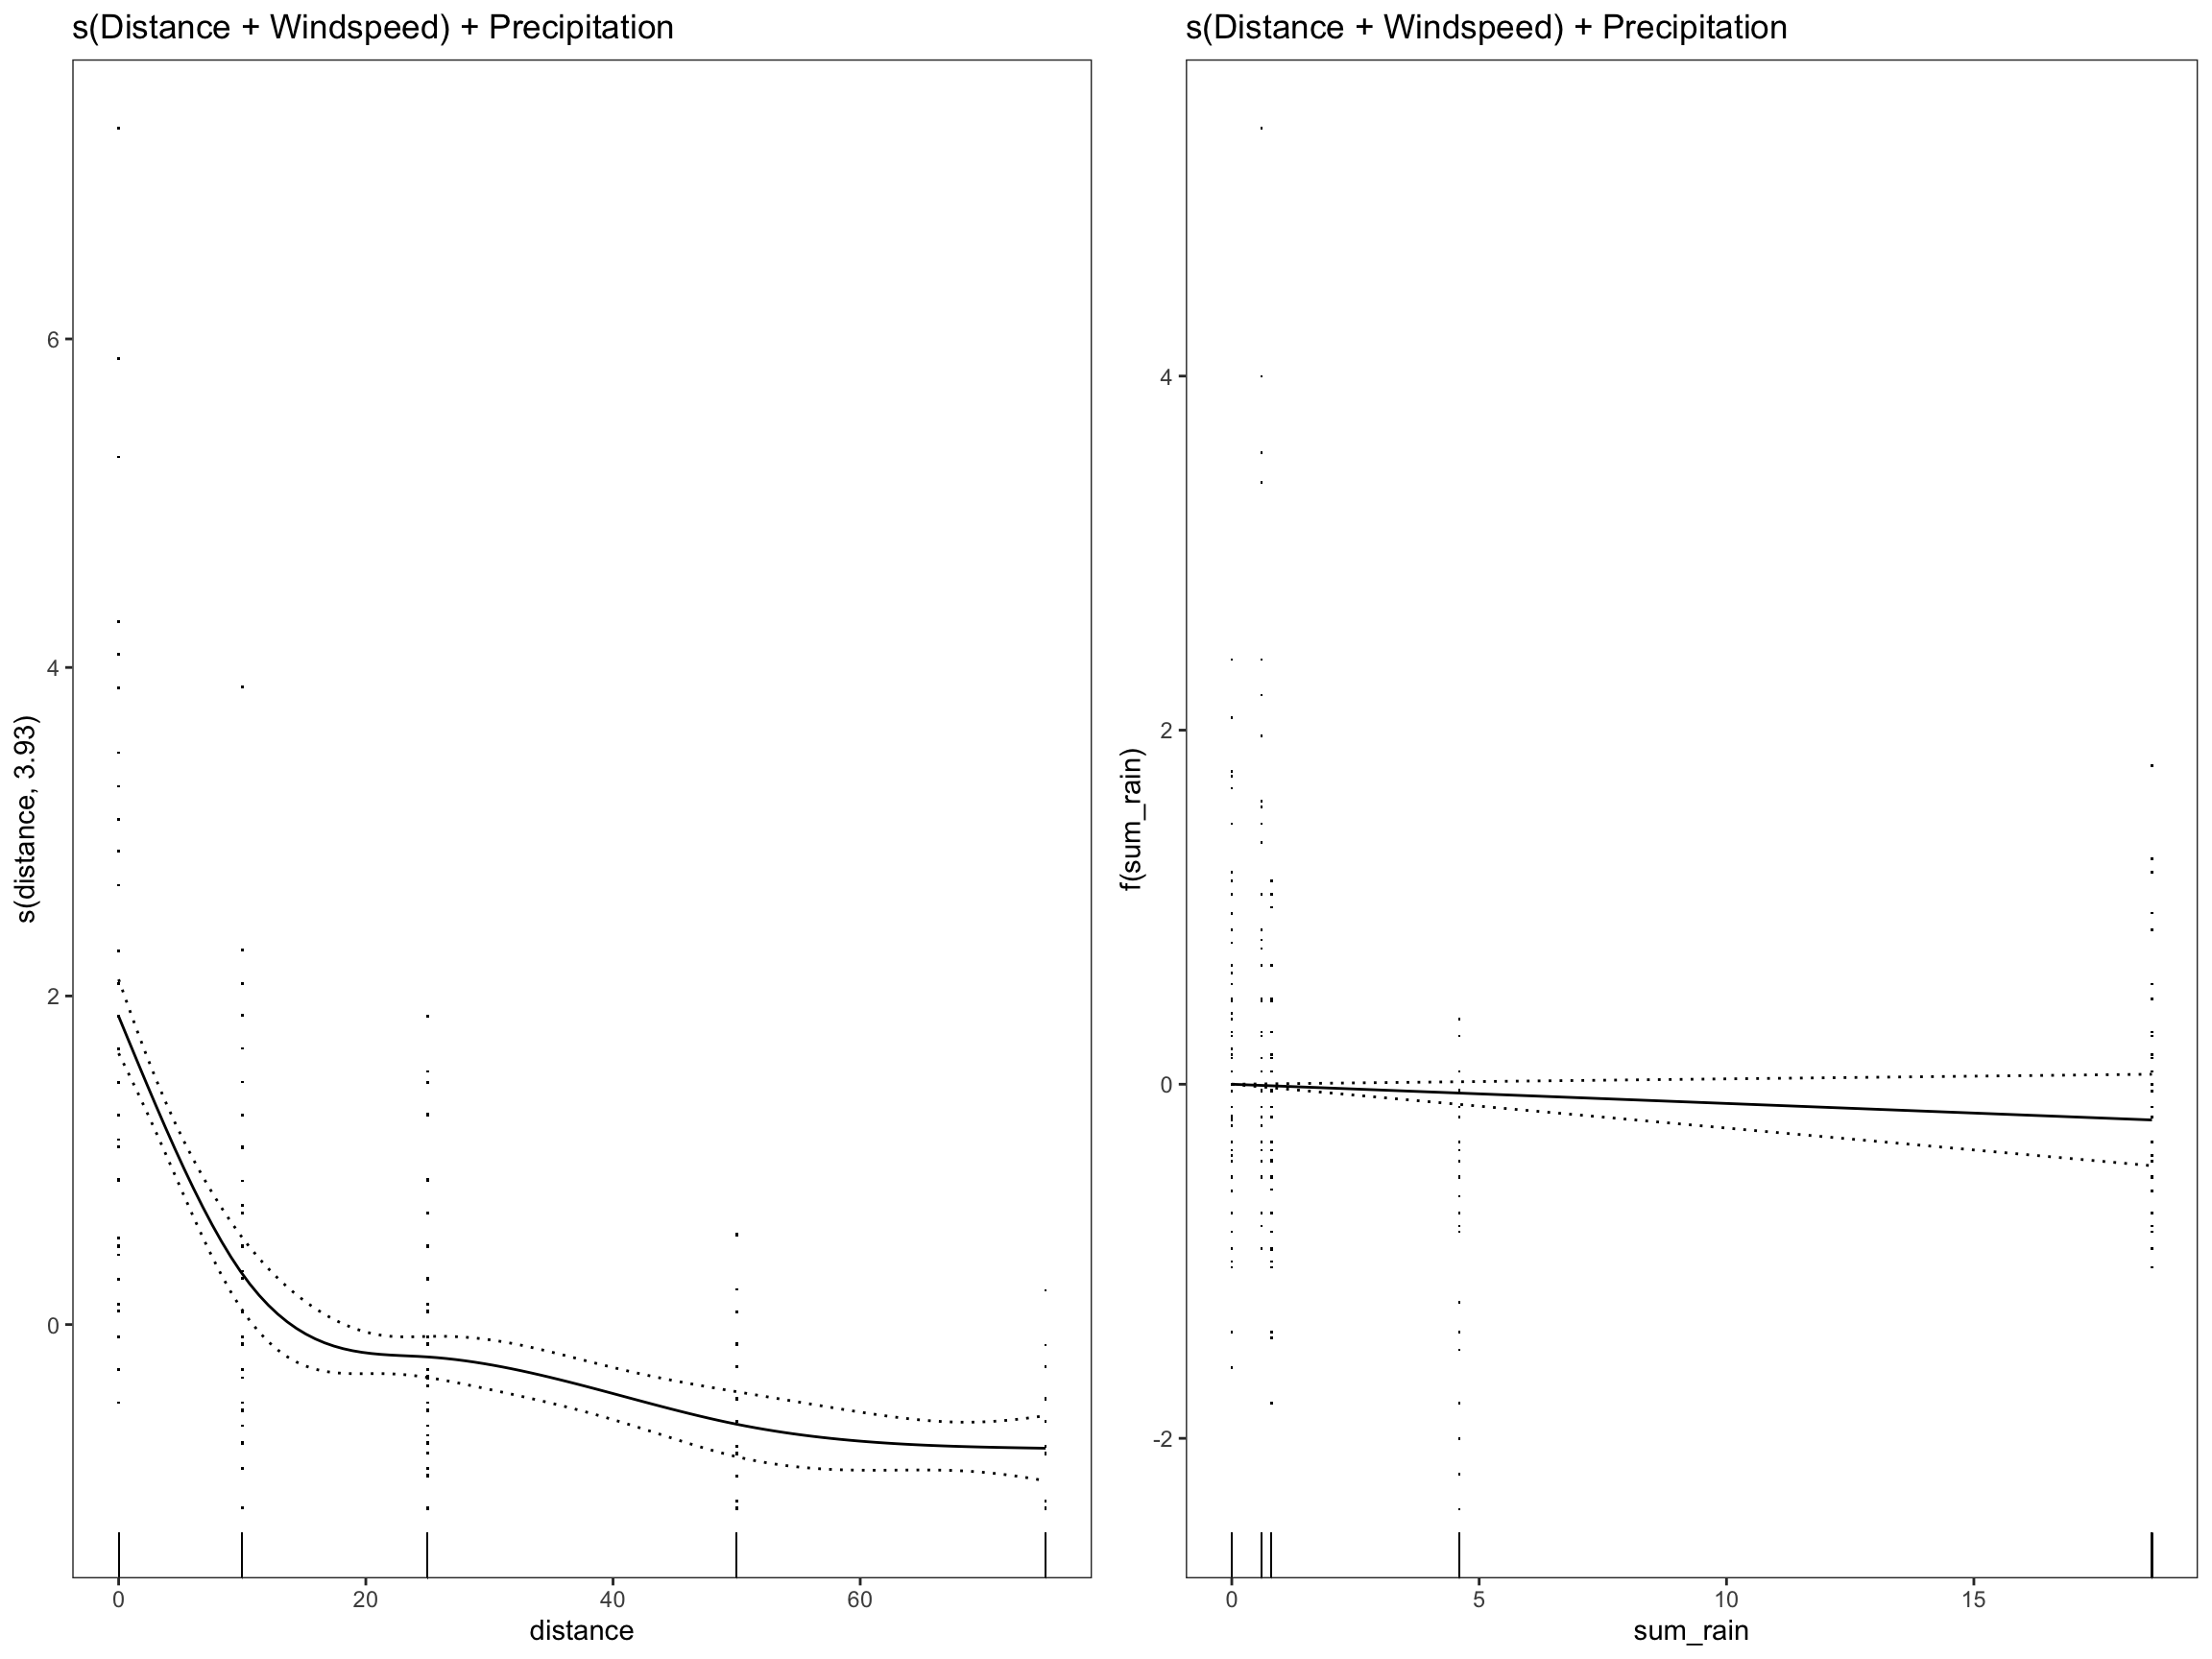 s(Distance + Windspeed) + Precipitation
6
4
2
0
s(distance, 3.93)
0
20
40
60
distance
s(Distance + Windspeed) + Precipitation
4
2
0
-2
f(sum_rain)
0
5
10
15
sum_rain